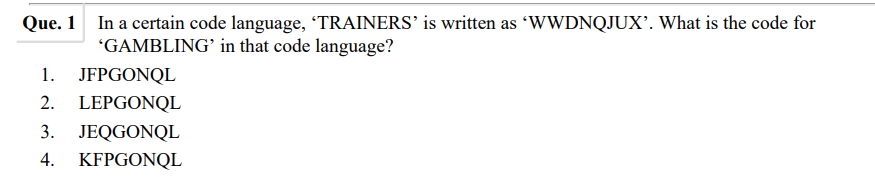 Que. 1 In a certain code language, ‘TRAINERS’ is written as ‘WWDNQJUX’. What is the code for
‘GAMBLING’ in that code language?
1. JFPGONQL
2. LEPGONQL
3. JEQGONQL
4. KFPGONQL